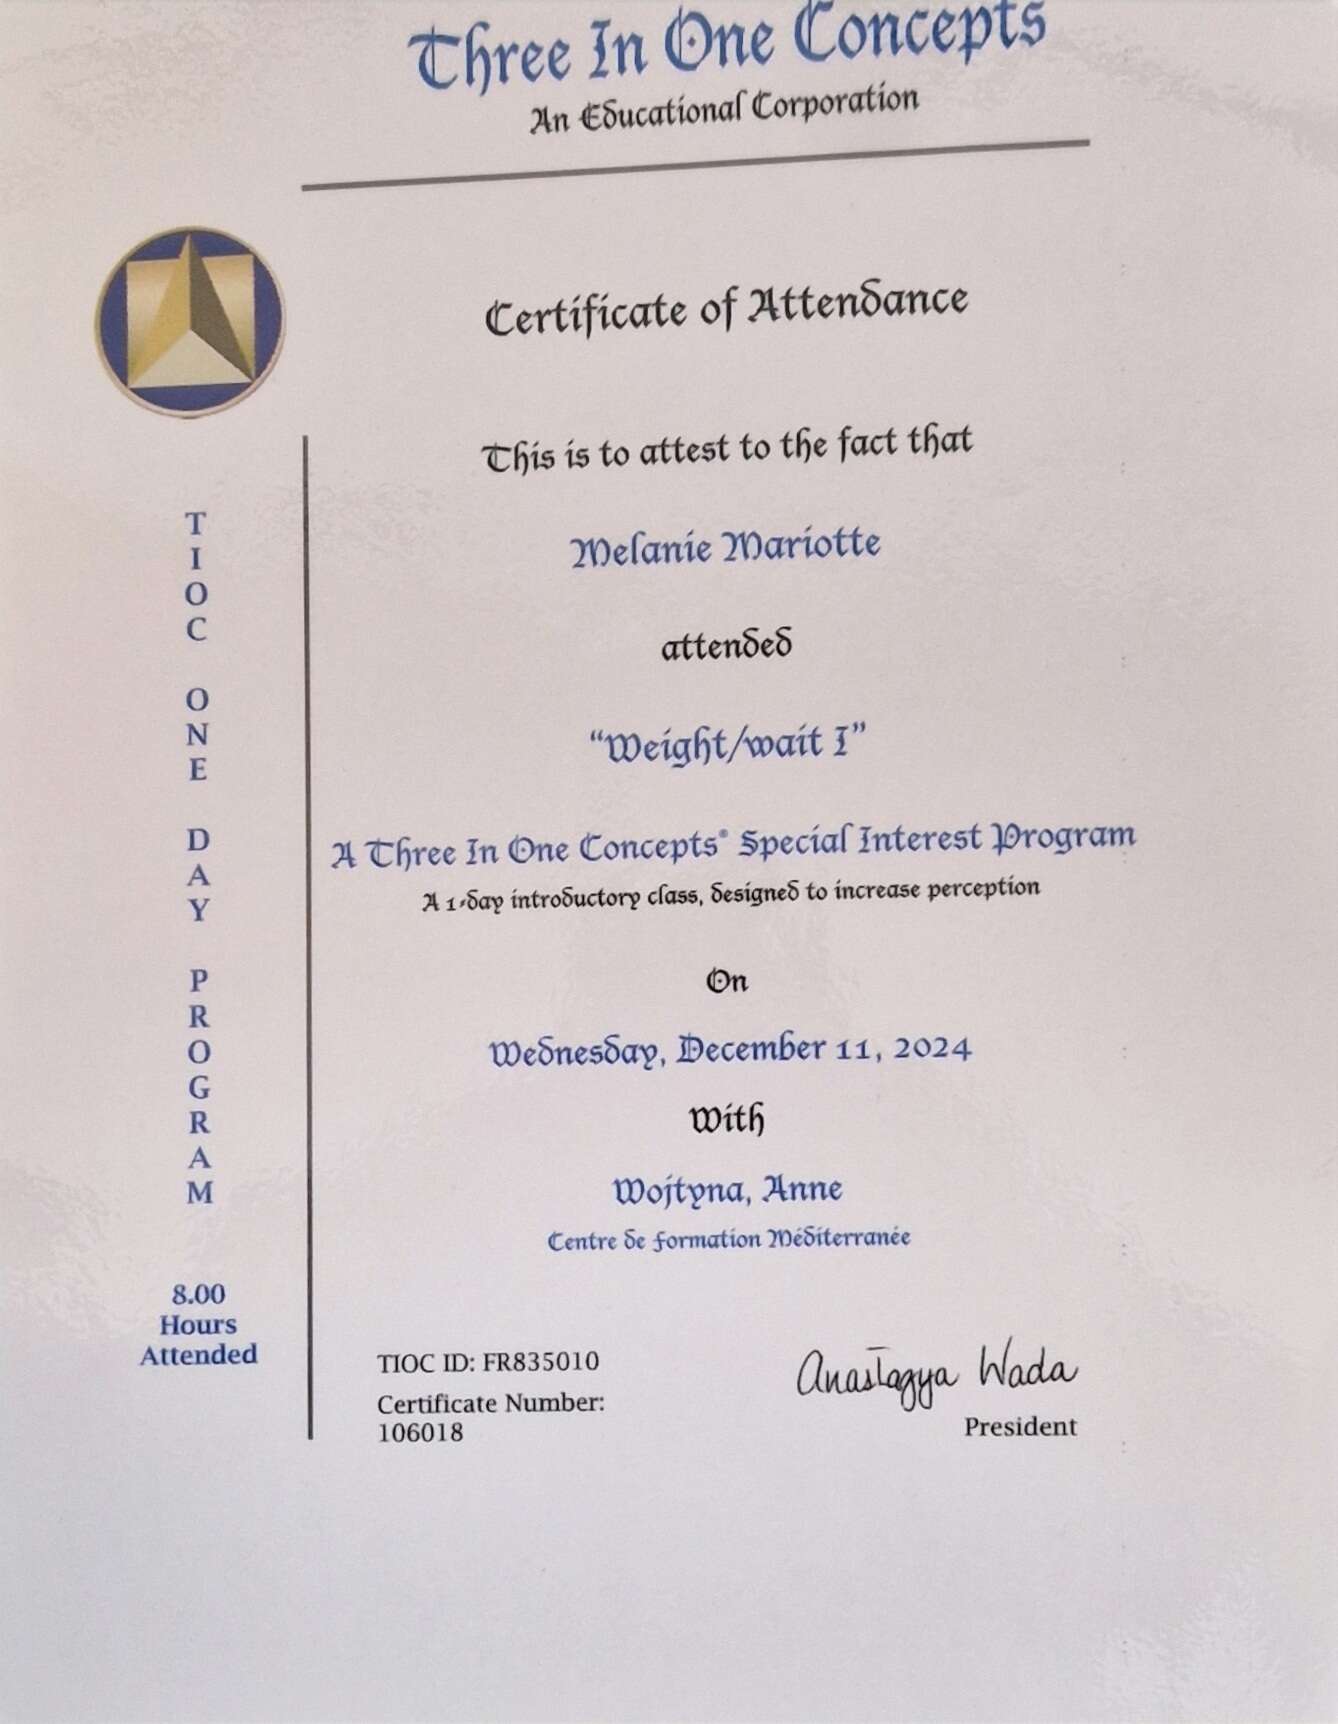 Three In One Concepts
An Educational Corporation
Certificate of Attendance
This is to attest to the fact that
Melanie Mariotte
attended
“Weight/wait I”
A Three In One Concepts® Special Interest Program
A 1-day introductory class, designed to increase perception
On
Wednesday, December 11, 2024
With
Wojtyna, Anne
Centre de Formation Méditerranée
TIOC ONE DAY PROGRAM
8.00
Hours
Attended
TIOC ID: FR835010
Certificate Number:
106018
Anastagya Wada
President